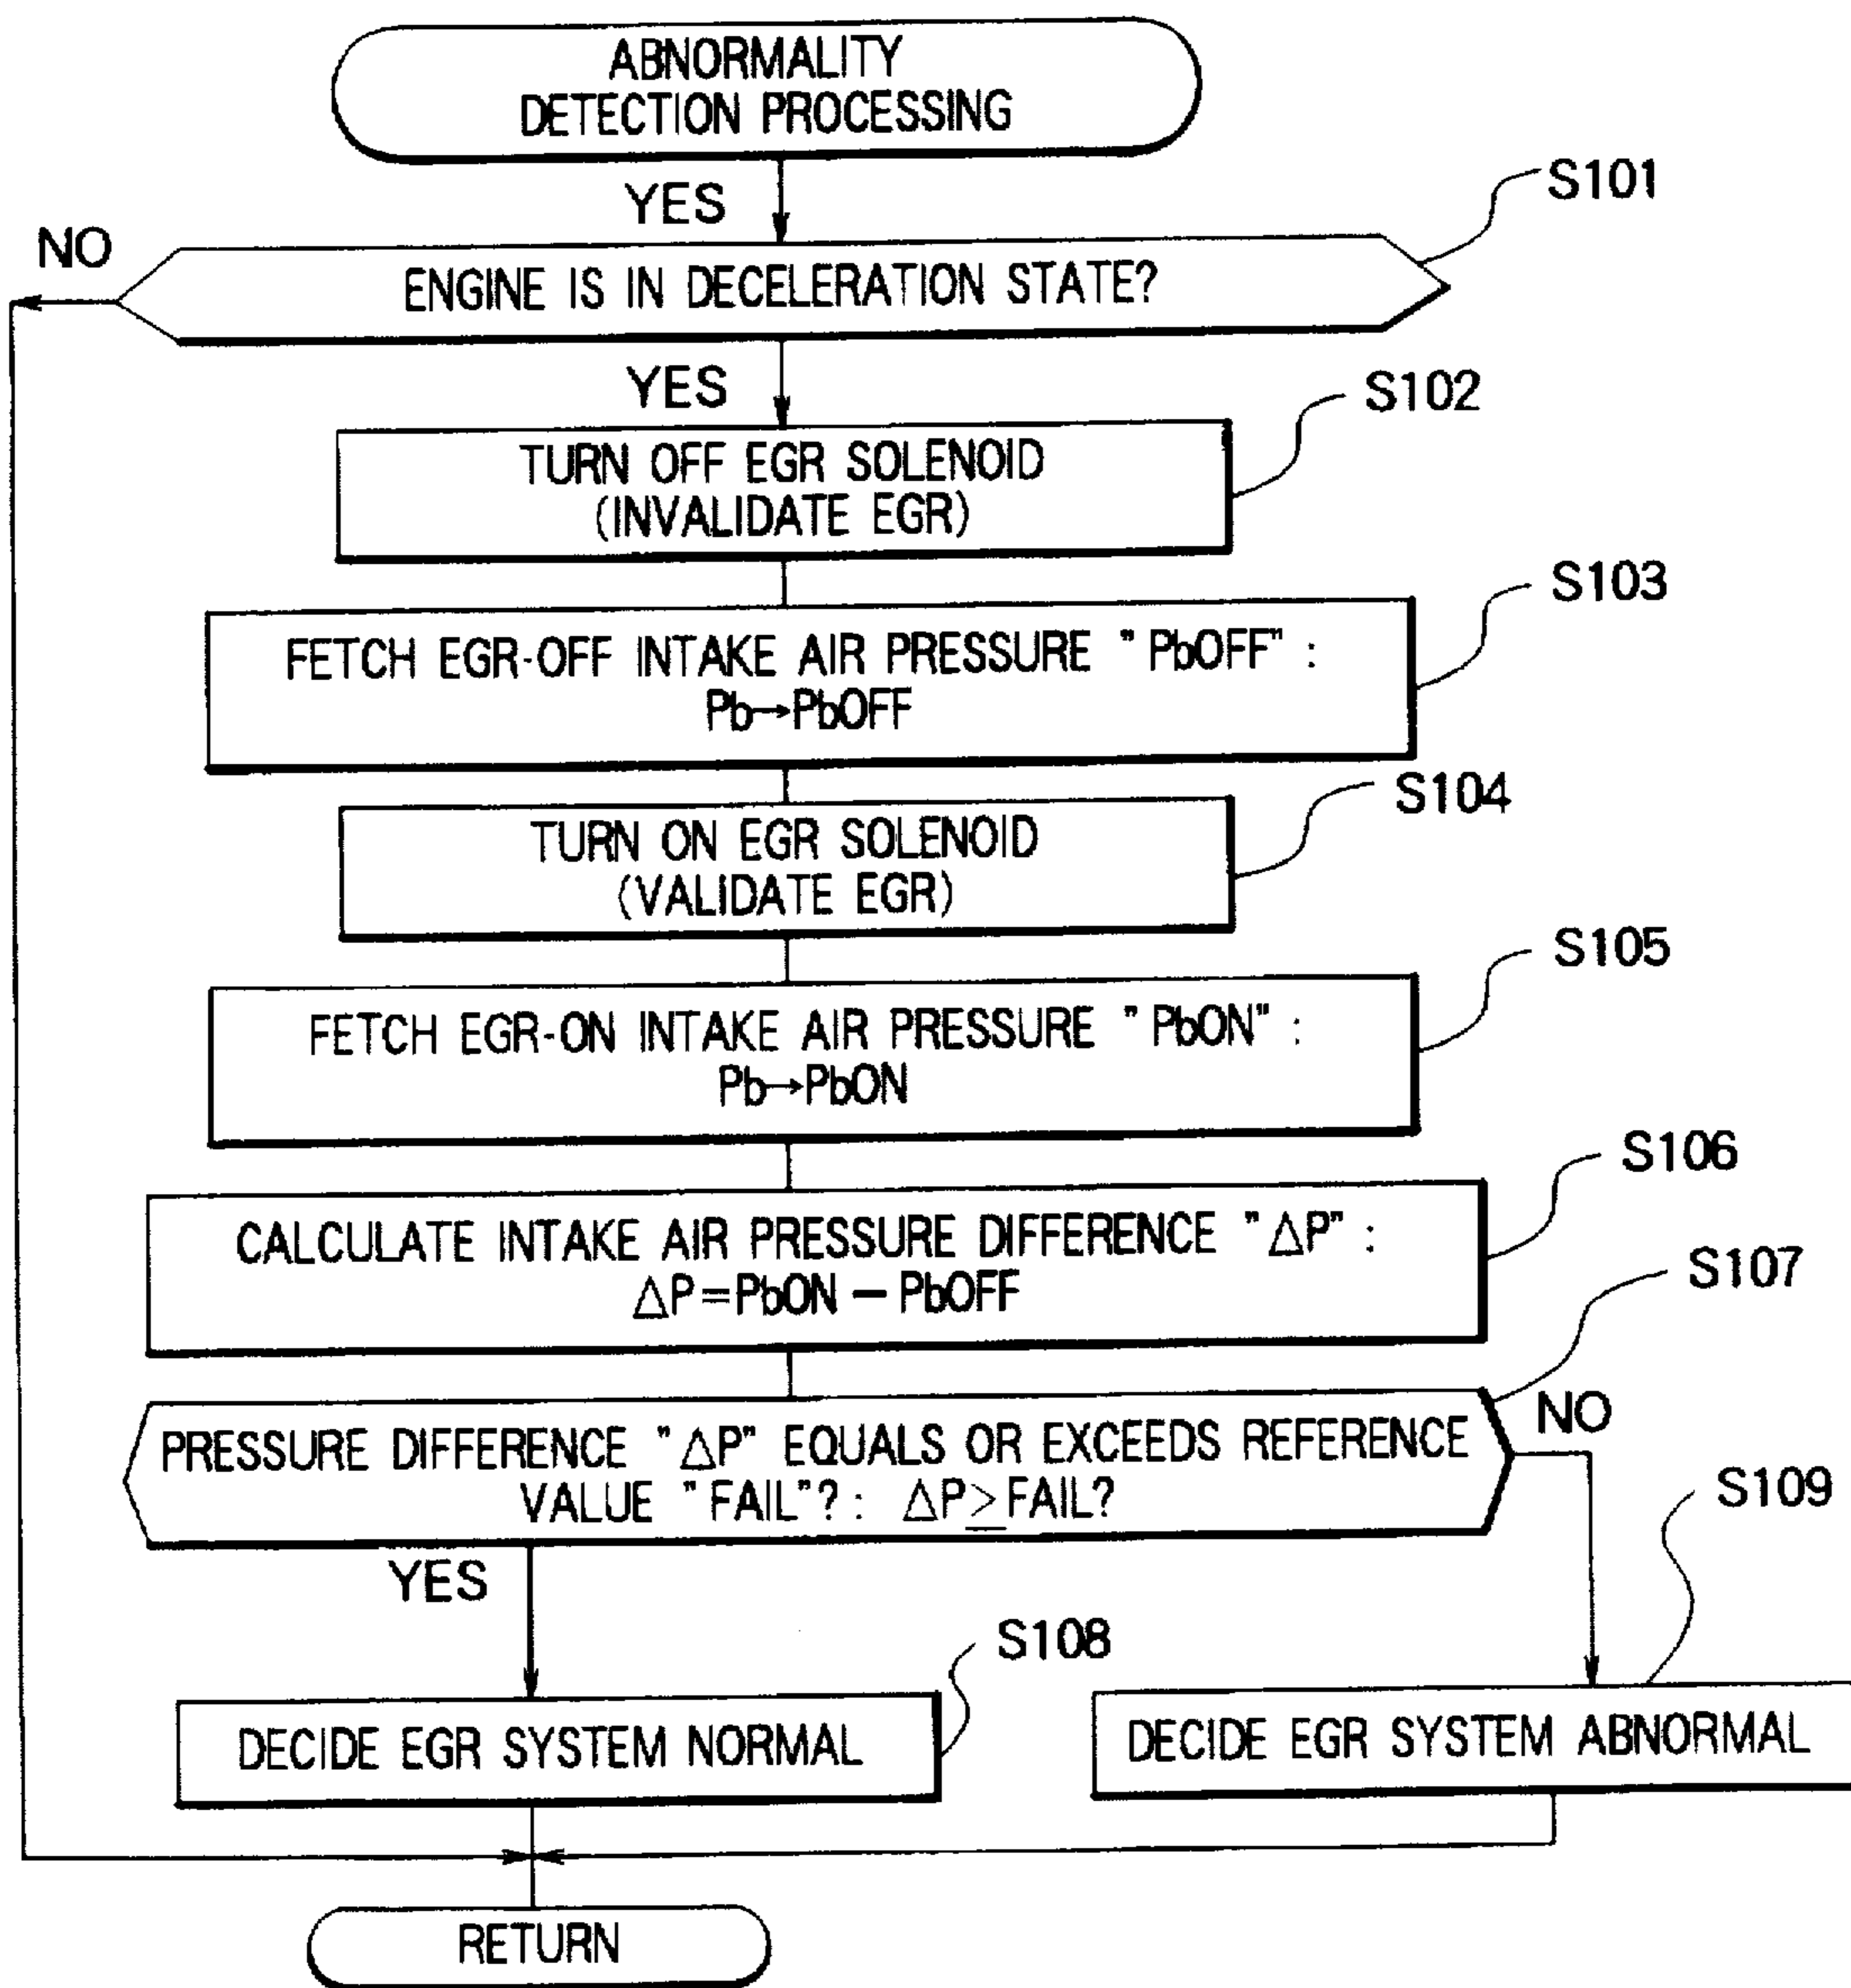 ABNORMALITY
DETECTION PROCESSING
YES
S101
NO
ENGINE IS IN DECELERATION STATE?
YES
S102
TURN OFF EGR SOLENOID
(INVALIDATE EGR)
S103
FETCH EGR-OFF INTAKE AIR PRESSURE "PbOFF" :
Pb→PbOFF
S104
TURN ON EGR SOLENOID
(VALIDATE EGR)
S105
FETCH EGR-ON INTAKE AIR PRESSURE "PbON" :
Pb→PbON
S106
CALCULATE INTAKE AIR PRESSURE DIFFERENCE "△P" :
△P=PbON — PbOFF
S107
NO
PRESSURE DIFFERENCE "△P" EQUALS OR EXCEEDS REFERENCE
VALUE "FAIL"? : △P≥FAIL?
S109
YES
S108
DECIDE EGR SYSTEM NORMAL
DECIDE EGR SYSTEM ABNORMAL
RETURN